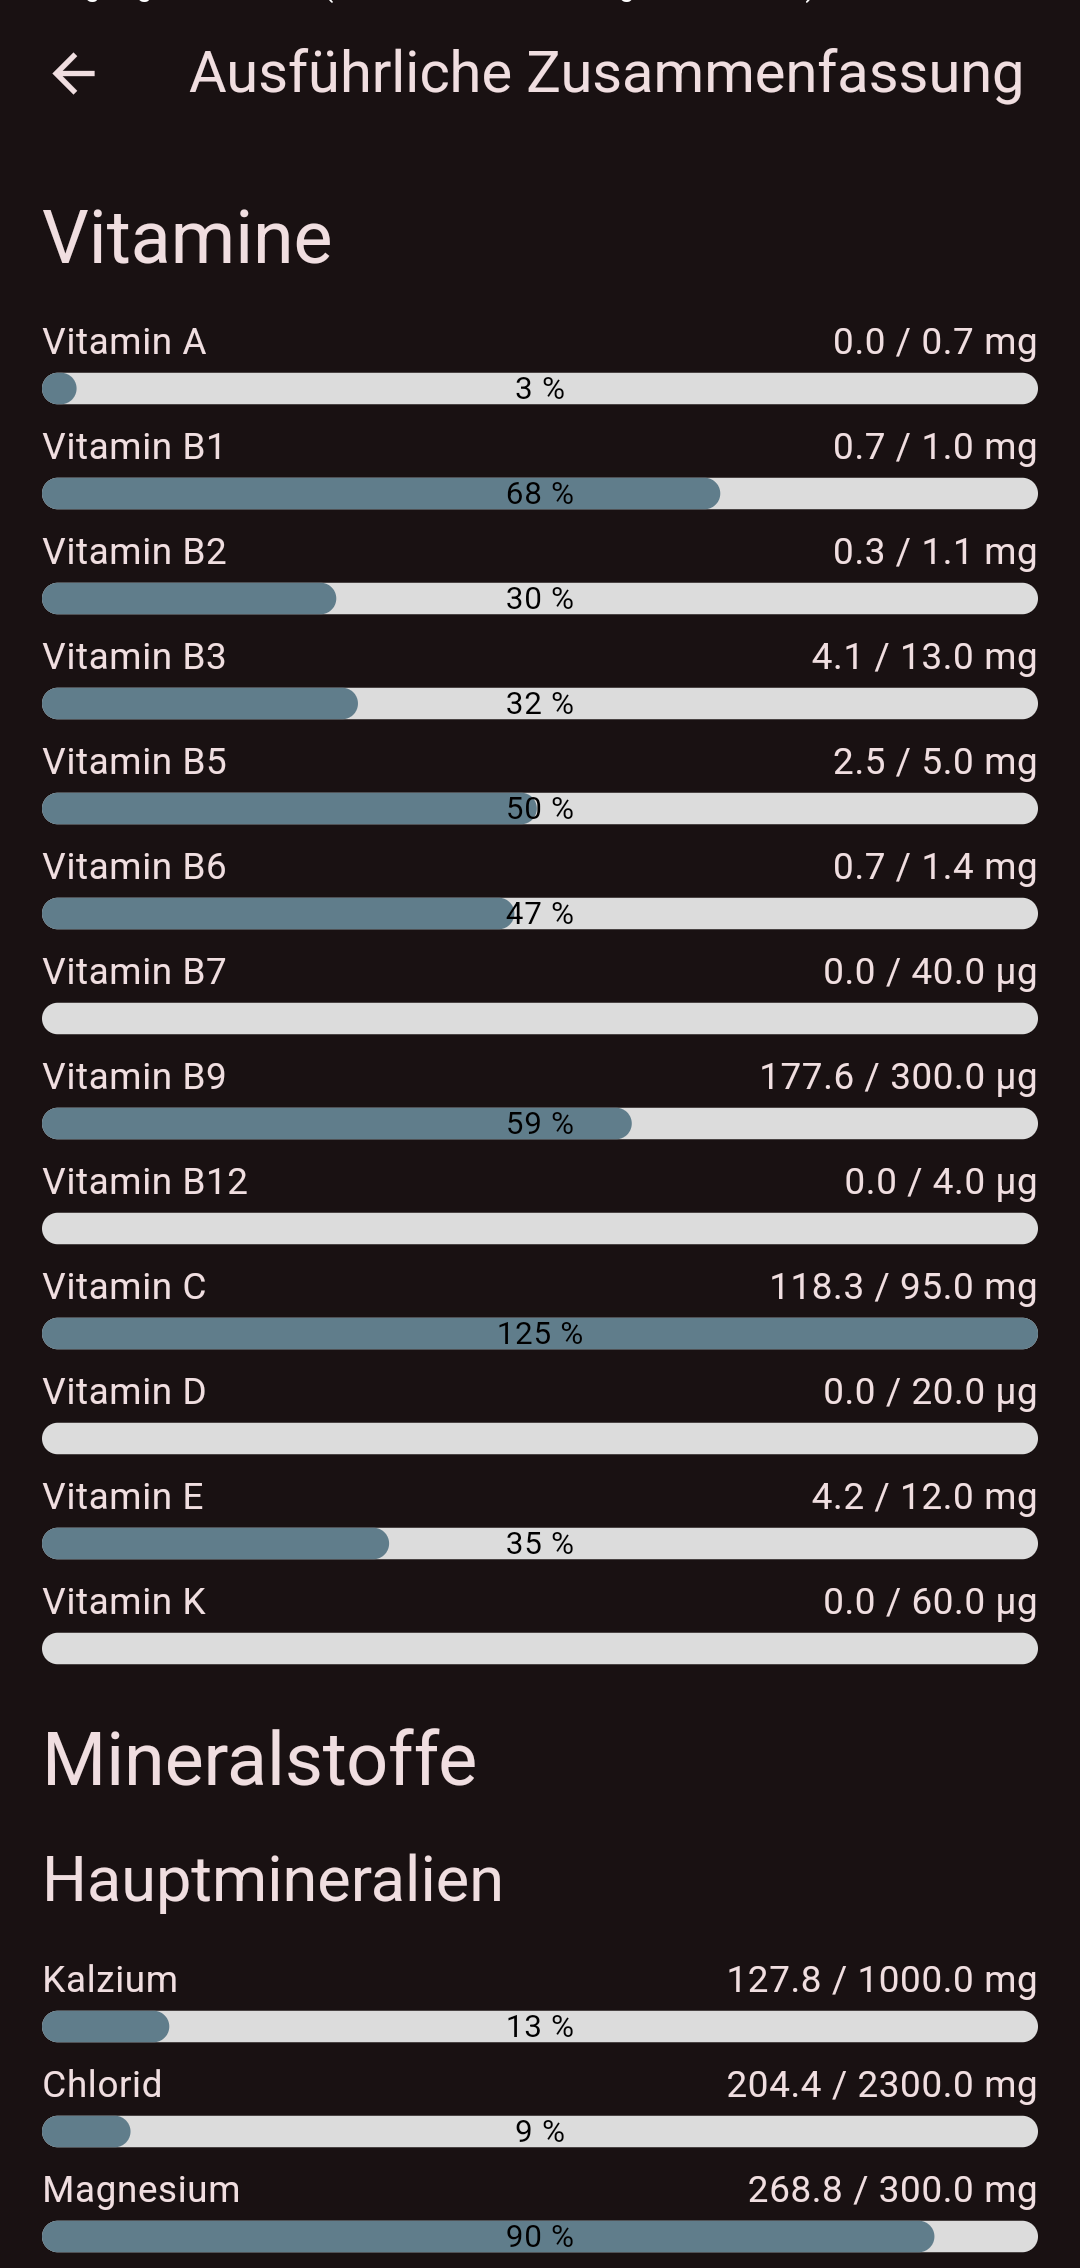 Ausführliche Zusammenfassung
Vitamine
Vitamin A 0.0 / 0.7 mg
3 %
Vitamin B1 0.7 / 1.0 mg
68 %
Vitamin B2 0.3 / 1.1 mg
30 %
Vitamin B3 4.1 / 13.0 mg
32 %
Vitamin B5 2.5 / 5.0 mg
50 %
Vitamin B6 0.7 / 1.4 mg
47 %
Vitamin B7 0.0 / 40.0 µg
Vitamin B9 177.6 / 300.0 µg
59 %
Vitamin B12 0.0 / 4.0 µg
Vitamin C 118.3 / 95.0 mg
125 %
Vitamin D 0.0 / 20.0 µg
Vitamin E 4.2 / 12.0 mg
35 %
Vitamin K 0.0 / 60.0 µg
Mineralstoffe
Hauptmineralien
Kalzium 127.8 / 1000.0 mg
13 %
Chlorid 204.4 / 2300.0 mg
9 %
Magnesium 268.8 / 300.0 mg
90 %